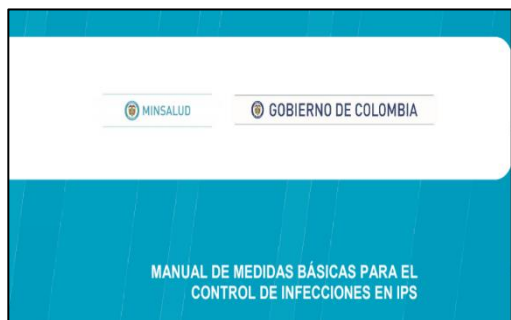 MINSALUD
GOBIERNO DE COLOMBIA
MANUAL DE MEDIDAS BÁSICAS PARA EL
CONTROL DE INFECCIONES EN IPS